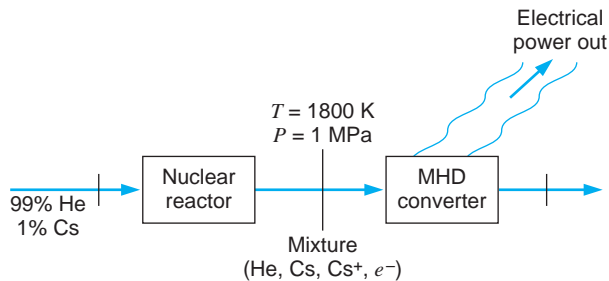 Electrical
power out
T = 1800 K
P = 1 MPa
Nuclear
reactor
MHD
converter
99% He
1% Cs
Mixture
(He, Cs, Cs⁺, e⁻)